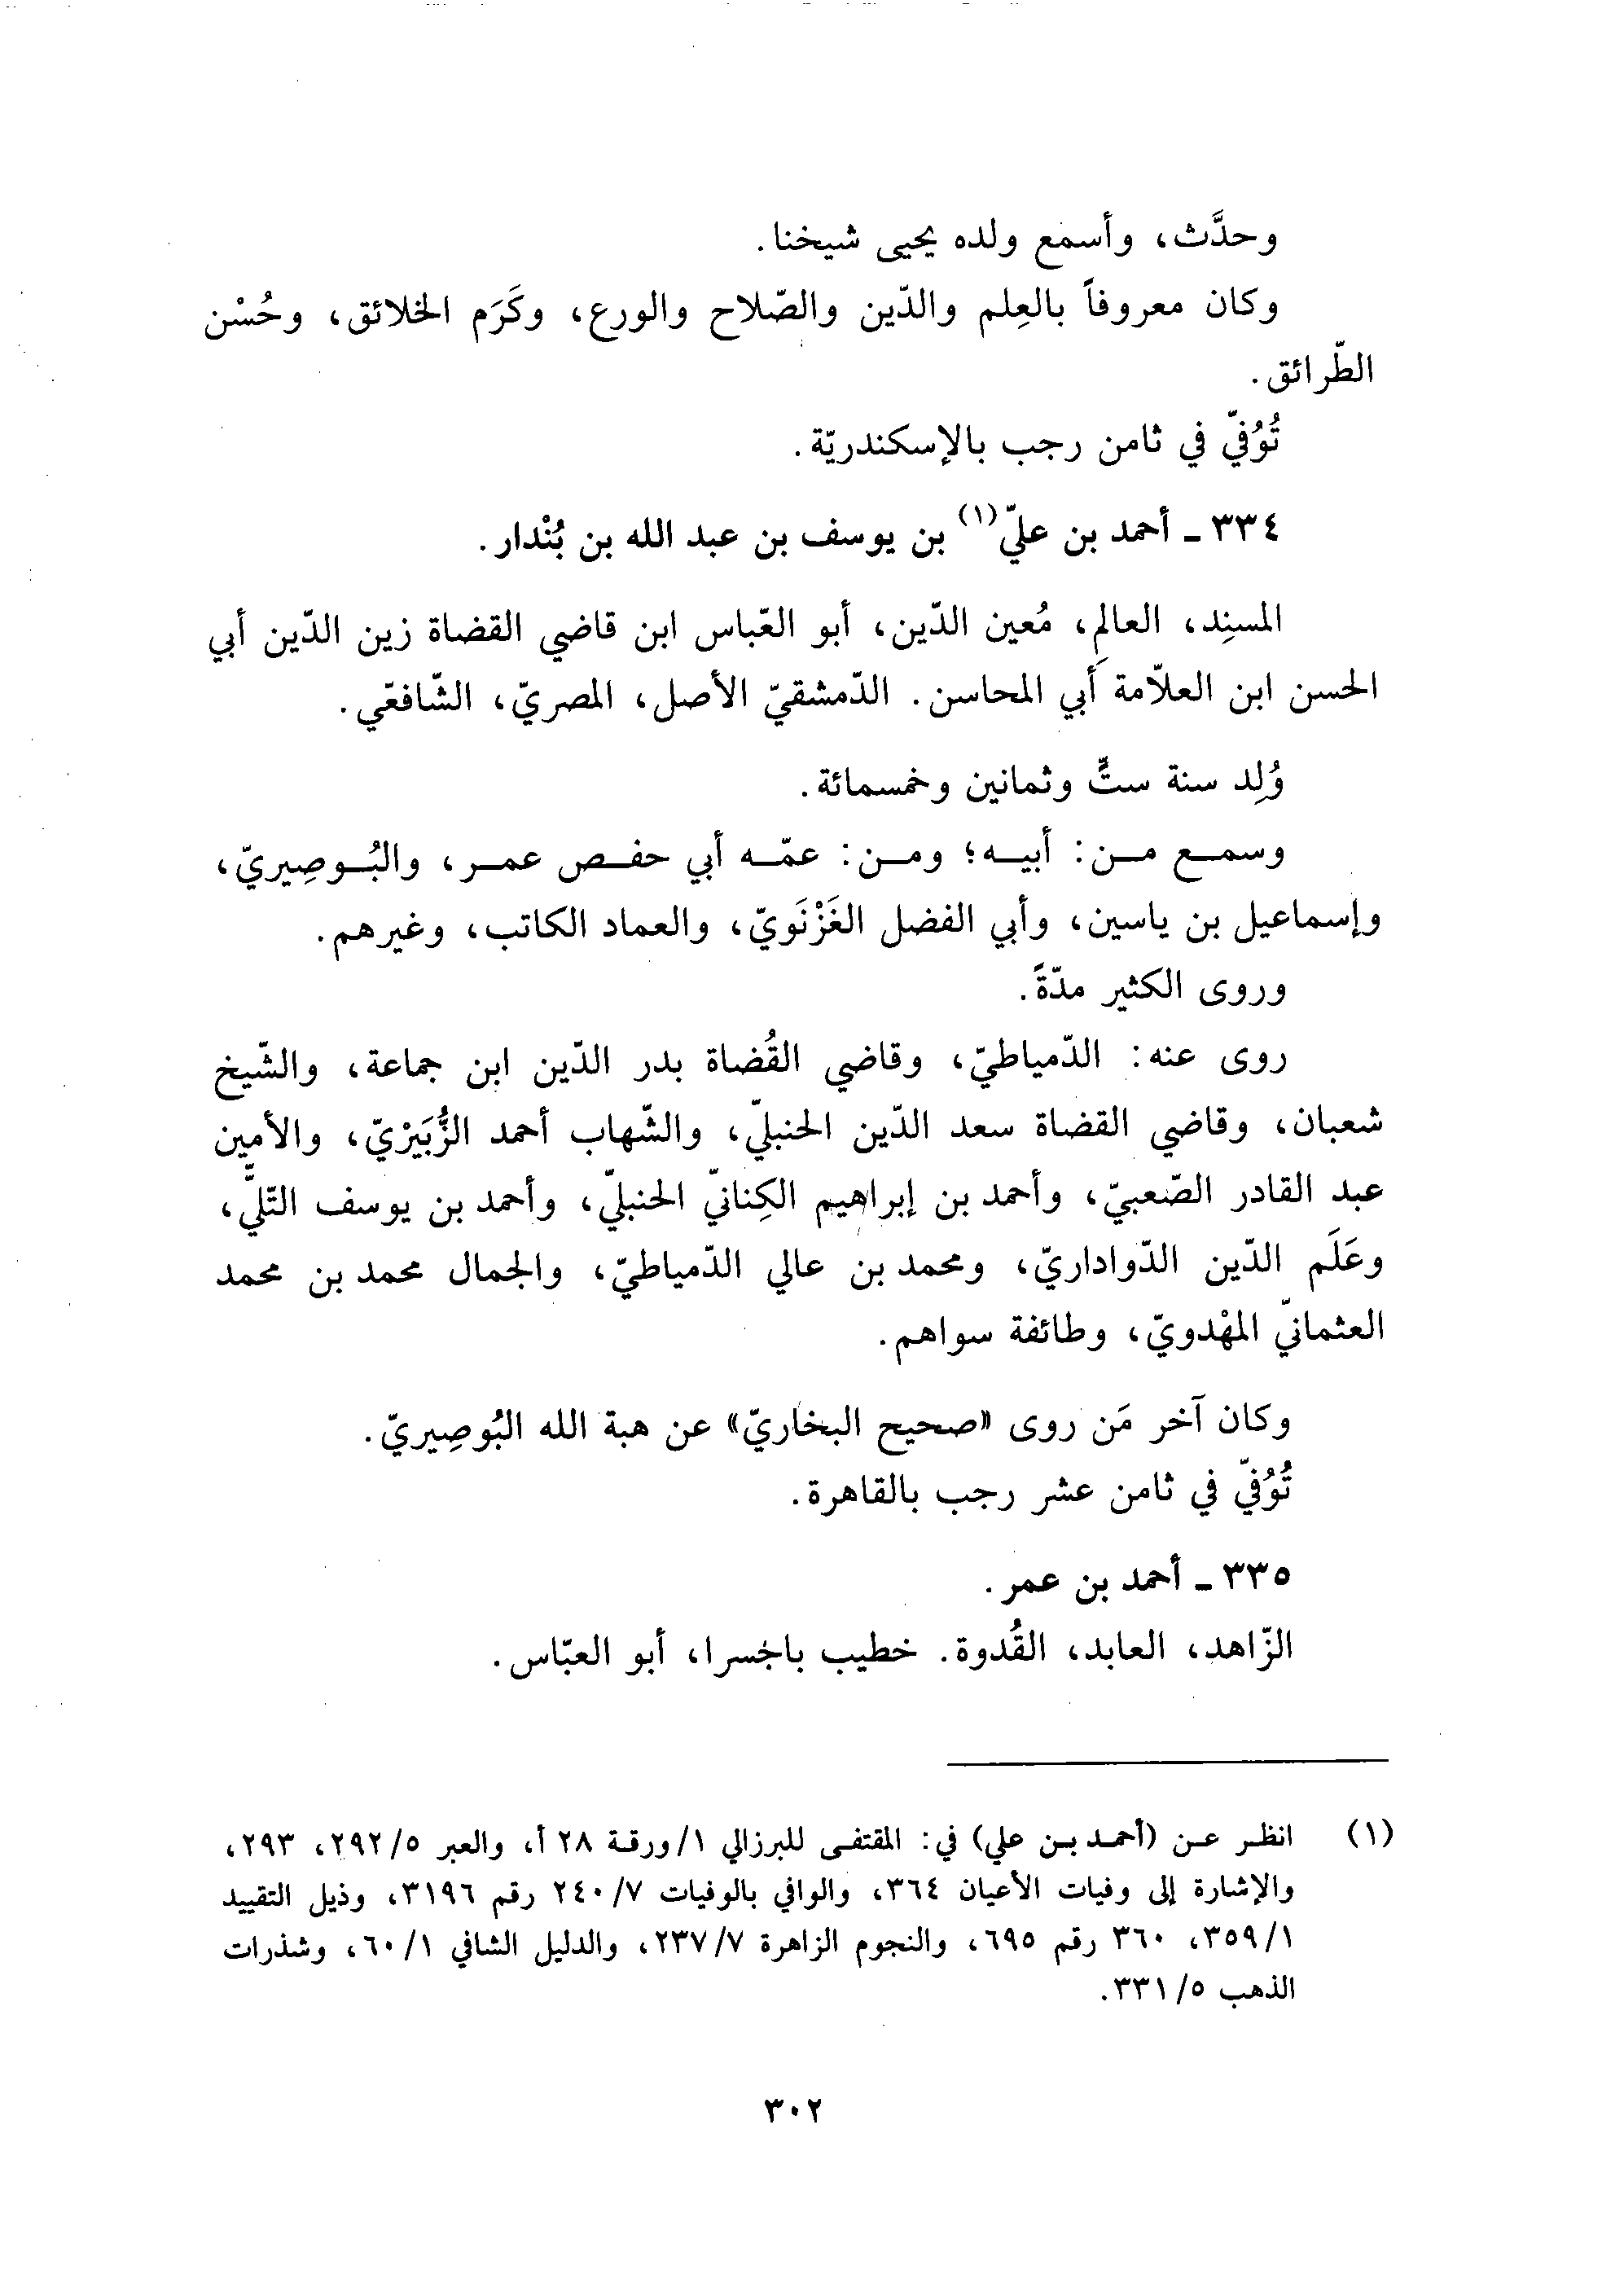 وحدَّث، وأسمع ولده يحيى شيخنا.
وكان معروفاً بالعِلم والدّين والصّلاح والورع، وكَرَم الخلائق، وحُسْن
الطّرائق.
تُوُفّي في ثامن رجب بالإسكندريّة.
٣٣٤ ـ أحمد بن عليّ(١) بن يوسف بن عبد الله بن بُنْدار.
المسنِد، العالمِ، مُعين الدّين، أبو العّباس ابن قاضي القضاة زين الدّين أبي
الحسن ابن العلاّمة أبي المحاسن. الدّمشقيّ الأصل، المصريّ، الشّافعّي.
وُلِد سنة ستٍّ وثمانين وخمسمائة.
وسمع من: أبيه؛ ومن: عمّه أبي حفص عمر، والبُوصِيريّ،
وإسماعيل بن ياسين، وأبي الفضل الغَزْنَويّ، والعماد الكاتب، وغيرهم.
وروى الكثير مدّةً.
روى عنه: الدّمياطيّ، وقاضي القُضاة بدر الدّين ابن جماعة، والشّيخ
شعبان، وقاضي القضاة سعد الدّين الحنبليّ، والشّهاب أحمد الزُّبَيْريّ، والأمين
عبد القادر الصّعبيّ، وأحمد بن إبراهيم الكِنانيّ الحنبليّ، وأحمد بن يوسف التّليَّّ،
وعَلَم الدّين الدّواداريّ، ومحمد بن عالي الدّمياطيّ، والجمال محمد بن محمد
العثمانيّ المهْدويّ، وطائفة سواهم.
وكان آخر مَن روى «صحيح البخاريّ» عن هبة الله البُوصِيريّ.
تُوُفّي في ثامن عشر رجب بالقاهرة.
٣٣٥ ـ أحمد بن عمر.
الزّاهد، العابد، القُدوة. خطيب باجسرا، أبو العبّاس.
(١) انظر عن (أحمد بن علي) في: المقتفى للبرزالي ١/ورقة ٢٨ أ، والعبر ٥/٢٩٢، ٢٩٣،
والإشارة إلى وفيات الأعيان ٣٦٤، والوافي بالوفيات ٧/٢٤٠ رقم ٣١٩٦، وذيل التقييد
١/٣٥٩، ٣٦٠ رقم ٦٩٥، والنجوم الزاهرة ٧/٢٣٧، والدليل الشافي ١/٦٠، وشذرات
الذهب ٥/٣٣١.
٣٠٢